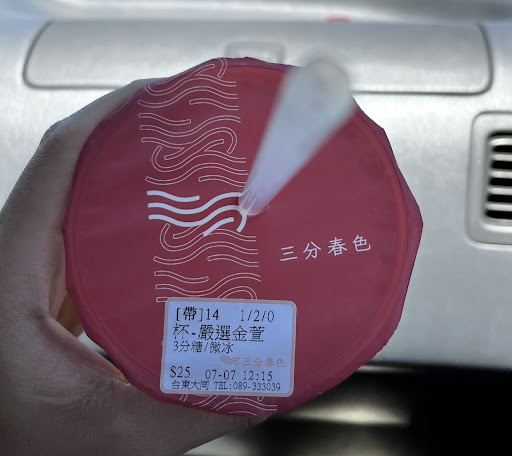 三分春色
[帶]14 1/2/0
杯-嚴選金萱
3分糖/微冰
三分春色
$25 07-07 12:15
台東大同 TEL:089-333039